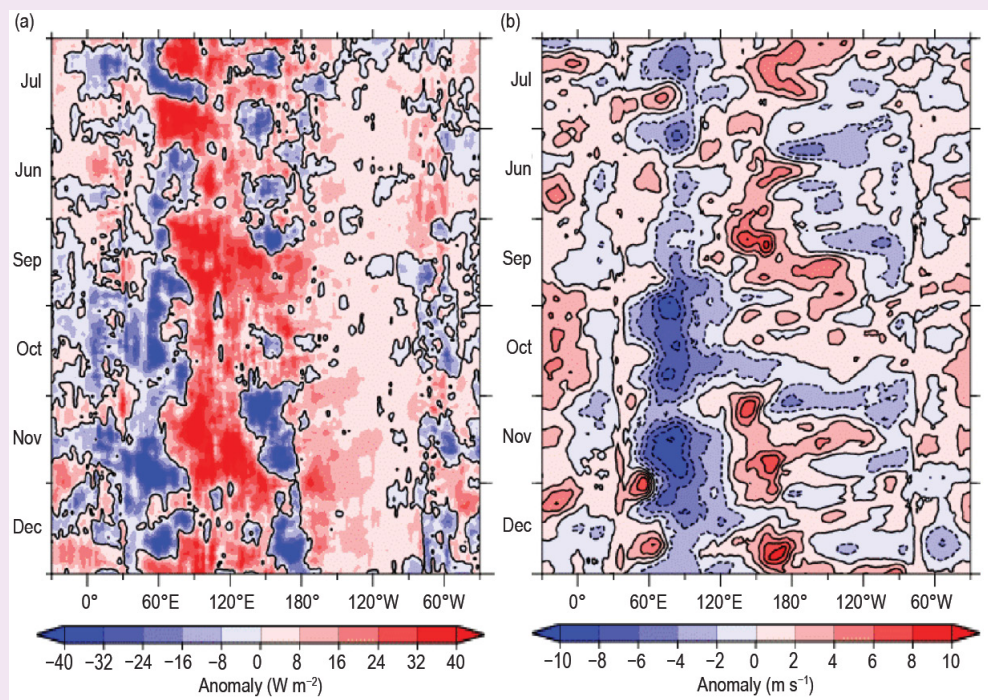 (a)
Jul
Jun
Sep
Oct
Nov
Dec
0° 60°E 120°E 180° 120°W 60°W
−40 −32 −24 −16 −8 0 8 16 24 32 40
Anomaly (W m⁻²)
(b)
Jul
Jun
Sep
Oct
Nov
Dec
0° 60°E 120°E 180° 120°W 60°W
−10 −8 −6 −4 −2 0 2 4 6 8 10
Anomaly (m s⁻¹)